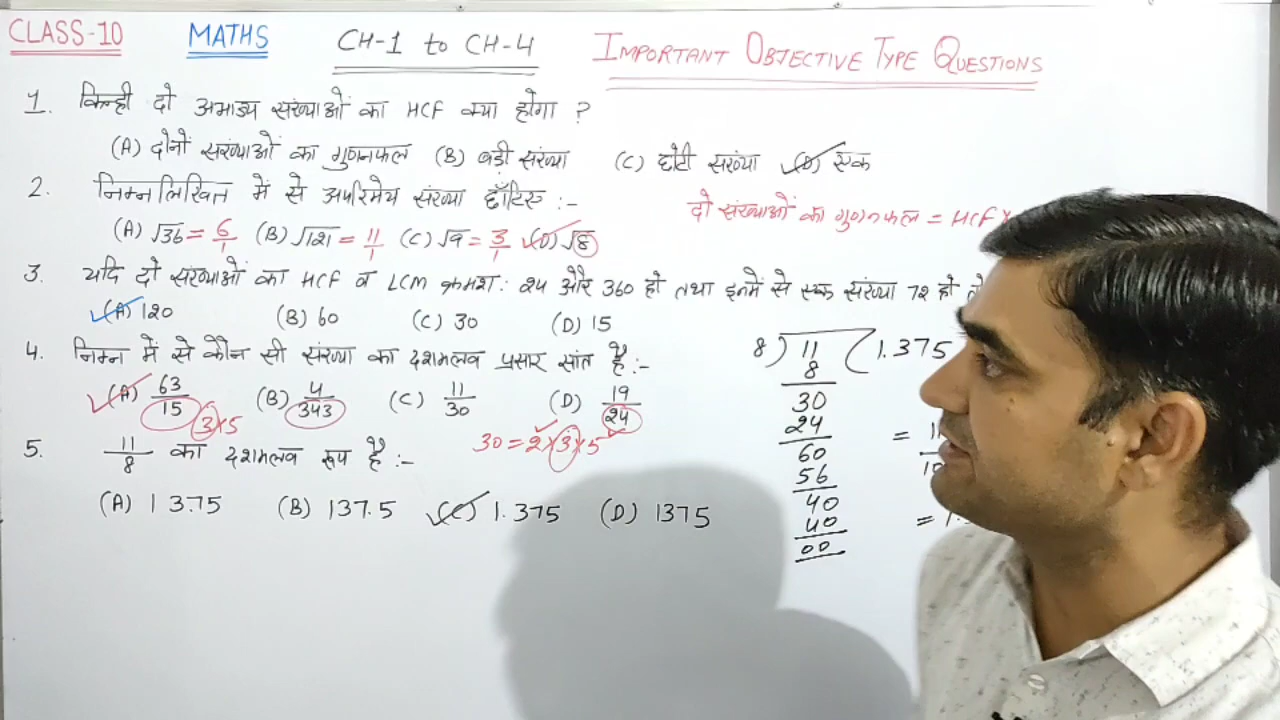 CLASS-10 MATHS CH-1 to CH-4 IMPORTANT OBJECTIVE TYPE QUESTIONS
1. किन्ही दो अभाज्य संख्याओं का HCF क्या होगा ?
(A) दोनों संख्याओं का गुणनफल (B) बड़ी संख्या (C) छोटी संख्या (D) एक
2. निम्नलिखित में से अपरिमेय संख्या छाँटिए :-
दो संख्याओं का गुणनफल = HCF ×
(A) √36 = 6/1 (B) √121 = 11/1 (C) √9 = 3/1 (D) √8
3. यदि दो संख्याओं का HCF व LCM क्रमश: 24 और 360 हो तथा इनमें से एक संख्या 72 हो
(A) 120 (B) 60 (C) 30 (D) 15
4. निम्न में से कौन सी संख्या का दशमलव प्रसार सांत है :-
(A) 63/15 (B) 4/343 (C) 11/30 (D) 19/24
3×5
30 = 2×3×5
5. 11/8 का दशमलव रूप है :-
(A) 13.75 (B) 137.5 (C) 1.375 (D) 1375
8 ) 11 ( 1.375
8
30
24
60
56
40
40
00